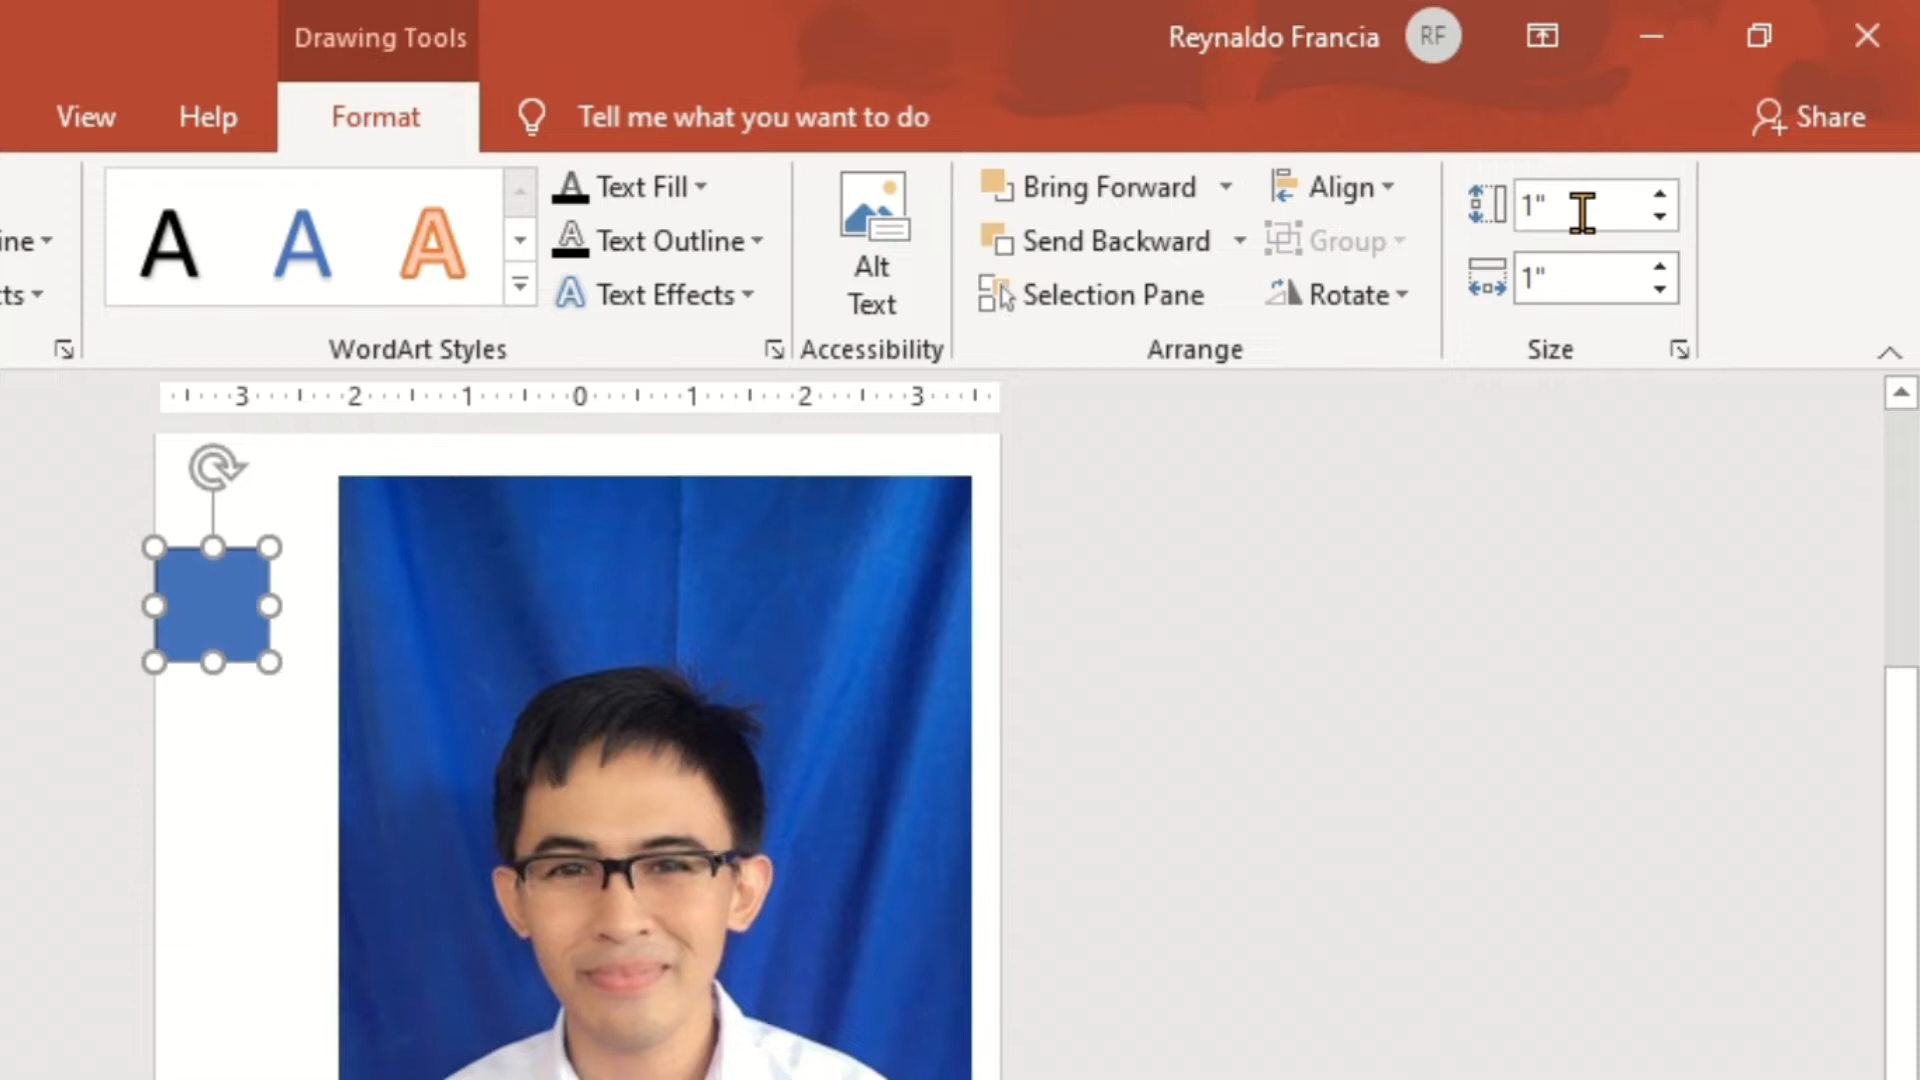 Drawing Tools
Reynaldo Francia
RF
View
Help
Format
Tell me what you want to do
Share
ine
ts
A A A
A Text Fill
A Text Outline
A Text Effects
WordArt Styles
Alt
Text
Accessibility
Bring Forward
Send Backward
Selection Pane
Align
Group
Rotate
Arrange
1"
1"
Size
3 2 1 0 1 2 3